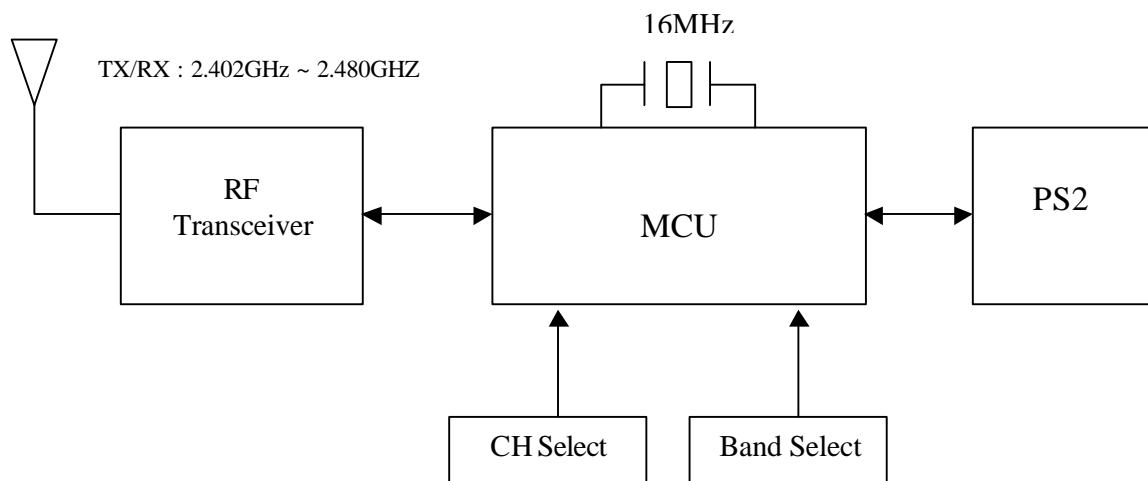 16MHz
TX/RX : 2.402GHz ~ 2.480GHZ
RF
Transceiver
MCU
PS2
CH Select
Band Select